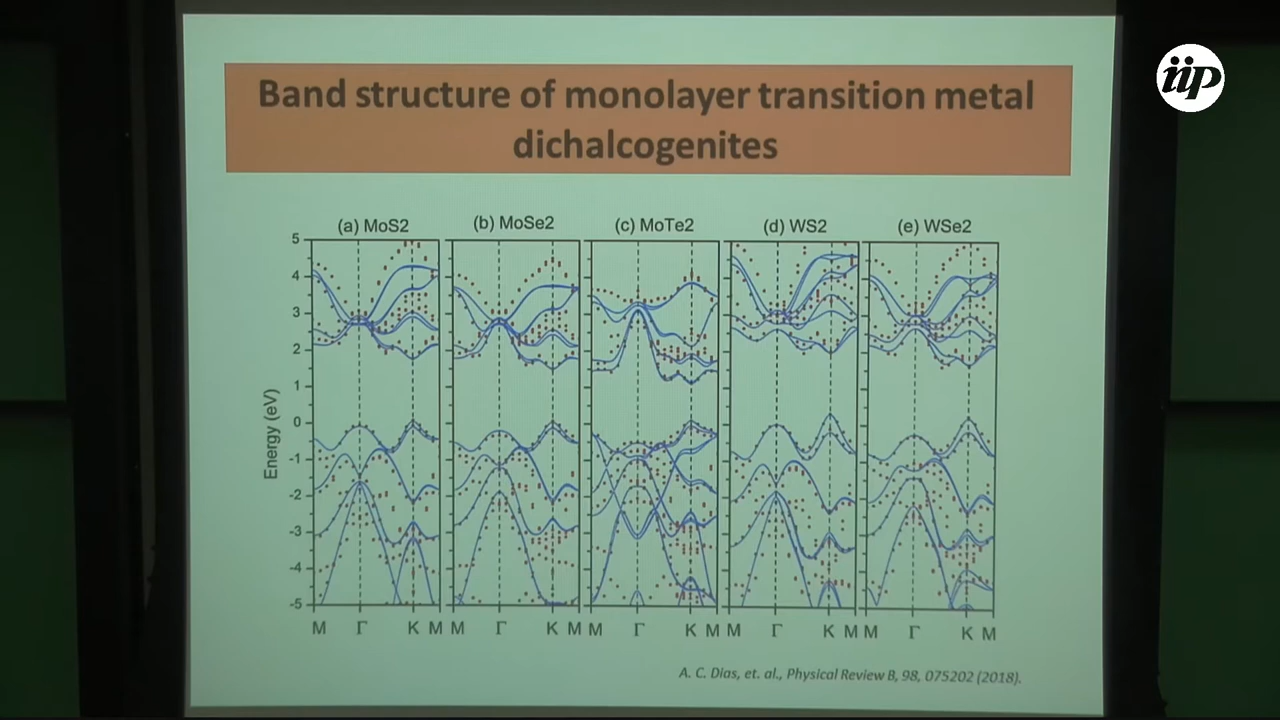 iip
Band structure of monolayer transition metal
dichalcogenites
(a) MoS2
(b) MoSe2
(c) MoTe2
(d) WS2
(e) WSe2
5
4
3
2
1
0
-1
-2
-3
-4
-5
Energy (eV)
M Γ K M
M Γ K M
M Γ K M
M Γ K M
M Γ K M
A. C. Dias, et. al., Physical Review B, 98, 075202 (2018).